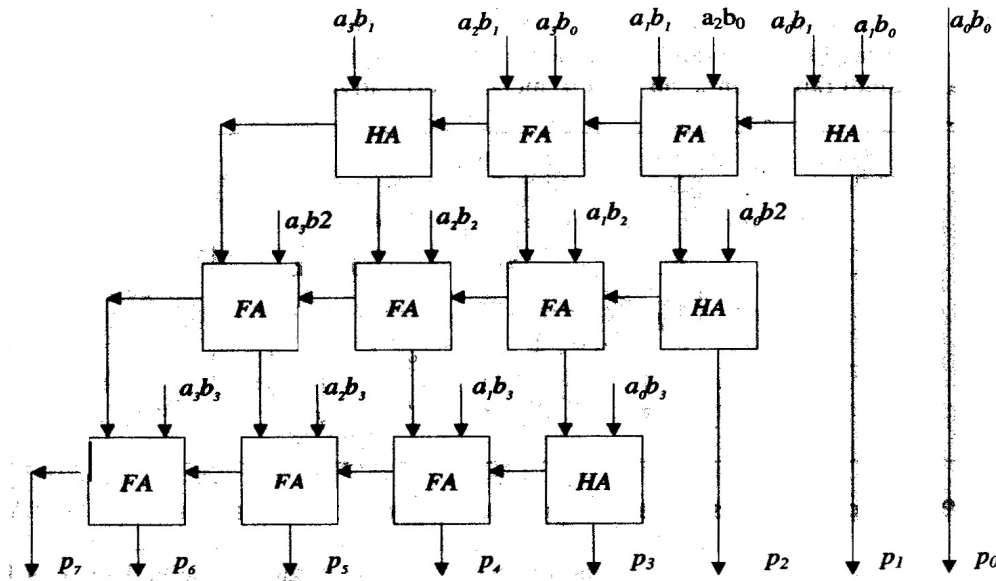 a₃b₁ a₂b₁ a₃b₀ a₁b₁ a₂b₀ a₀b₁ a₁b₀ a₀b₀
HA FA FA HA
a₃b2 a₂b₂ a₁b₂ a₀b2
FA FA FA HA
a₃b₃ a₂b₃ a₁b₃ a₀b₃
FA FA FA HA
p₇ p₆ p₅ p₄ p₃ p₂ p₁ p₀